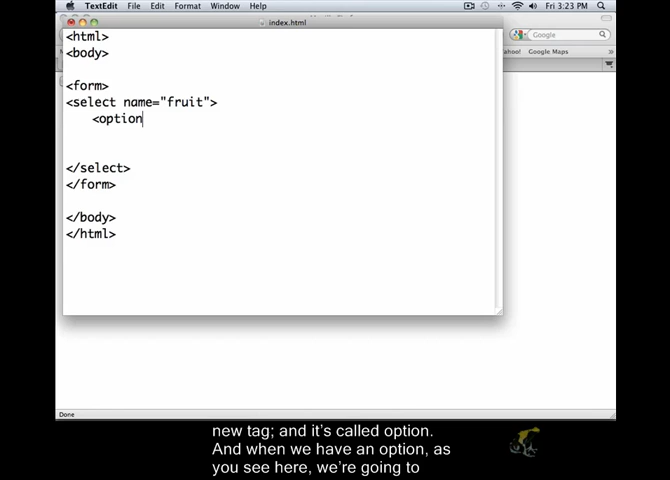 TextEdit File Edit Format Window Help Fri 3:23 PM
index.html
<html>
<body>
Google
Yahoo! Google Maps
<form>
<select name="fruit">
<option
</select>
</form>
</body>
</html>
Done
new tag; and it's called option.
And when we have an option, as
you see here, we're going to